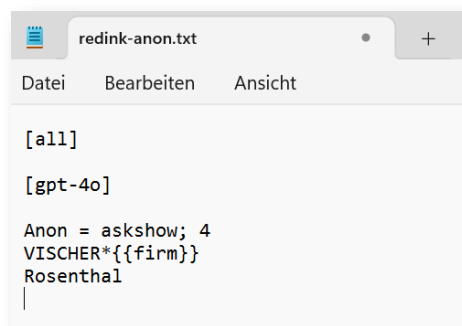 redink-anon.txt
Datei Bearbeiten Ansicht
[all]
[gpt-4o]
Anon = askshow; 4
VISCHER*{{firm}}
Rosenthal